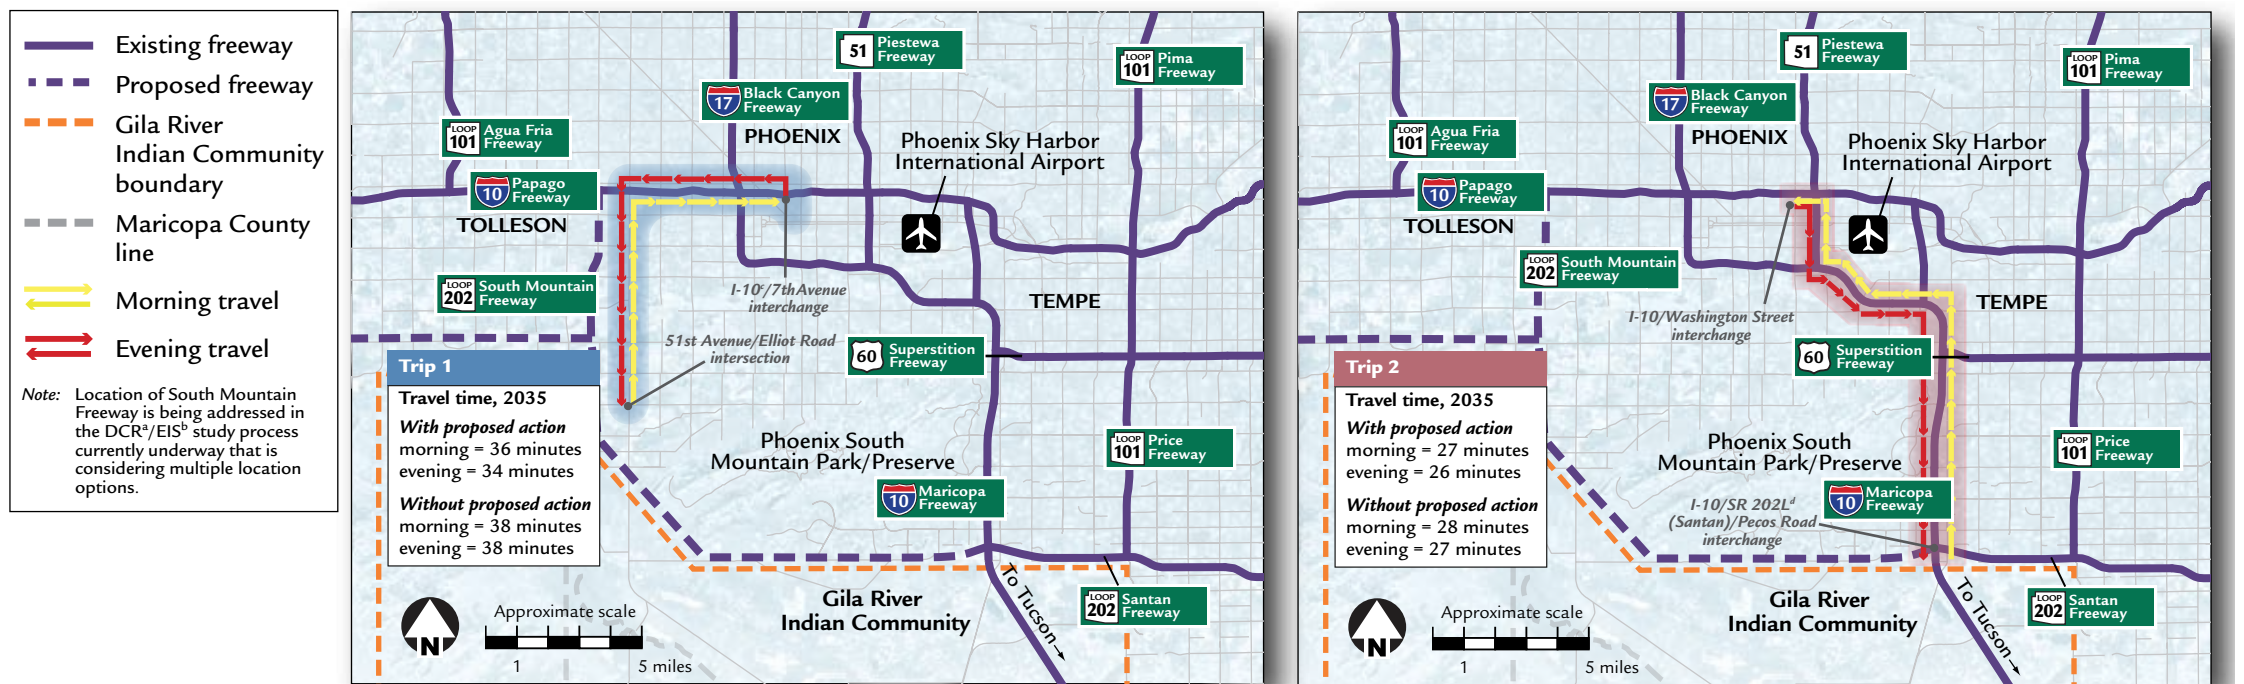 Existing freeway
Proposed freeway
Gila River
Indian Community
boundary
Maricopa County
line
Morning travel
Evening travel
Note: Location of South Mountain
Freeway is being addressed in
the DCRa/EISb study process
currently underway that is
considering multiple location
options.
51 Piestewa
Freeway
LOOP 101 Pima
Freeway
17 Black Canyon
Freeway
PHOENIX
LOOP 101 Agua Fria
Freeway
Phoenix Sky Harbor
International Airport
10 Papago
Freeway
TOLLESON
LOOP 202 South Mountain
Freeway
I-10c/7th Avenue
interchange
TEMPE
51st Avenue/Elliot Road
intersection
60 Superstition
Freeway
Trip 1
Travel time, 2035
With proposed action
morning = 36 minutes
evening = 34 minutes
Without proposed action
morning = 38 minutes
evening = 38 minutes
Phoenix South
Mountain Park/Preserve
LOOP 101 Price
Freeway
10 Maricopa
Freeway
To Tucson
LOOP 202 Santan
Freeway
Gila River
Indian Community
N
Approximate scale
1 5 miles
51 Piestewa
Freeway
LOOP 101 Pima
Freeway
17 Black Canyon
Freeway
PHOENIX
LOOP 101 Agua Fria
Freeway
Phoenix Sky Harbor
International Airport
10 Papago
Freeway
TOLLESON
LOOP 202 South Mountain
Freeway
TEMPE
I-10/Washington Street
interchange
60 Superstition
Freeway
Trip 2
Travel time, 2035
With proposed action
morning = 27 minutes
evening = 26 minutes
Without proposed action
morning = 28 minutes
evening = 27 minutes
Phoenix South
Mountain Park/Preserve
LOOP 101 Price
Freeway
10 Maricopa
Freeway
I-10/SR 202Ld
(Santan)/Pecos Road
interchange
To Tucson
LOOP 202 Santan
Freeway
Gila River
Indian Community
N
Approximate scale
1 5 miles